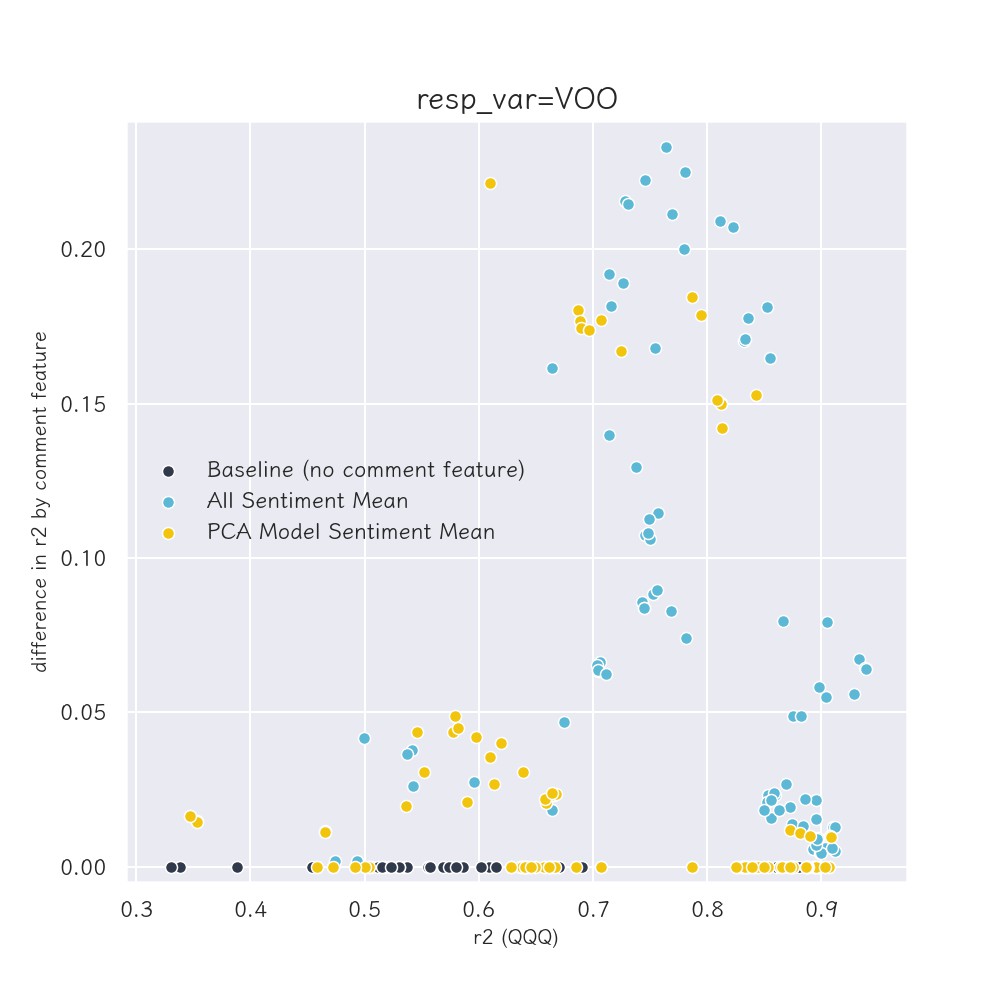 resp_var=VOO
0.20
0.15
0.10
0.05
0.00
difference in r2 by comment feature
Baseline (no comment feature)
All Sentiment Mean
PCA Model Sentiment Mean
0.3 0.4 0.5 0.6 0.7 0.8 0.9
r2 (QQQ)